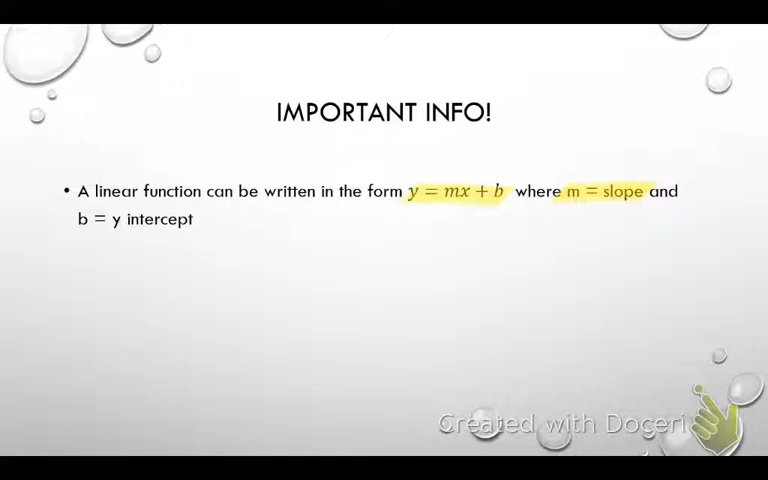 IMPORTANT INFO!
• A linear function can be written in the form y = mx + b where m = slope and
b = y intercept
Created with Doceri